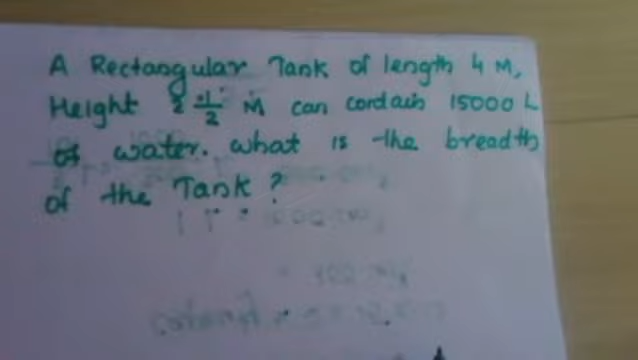 A Rectangular Tank of length 4 M,
Height 2 1/2 M can contain 15000 L
of water. what is the breadth
of the Tank ?